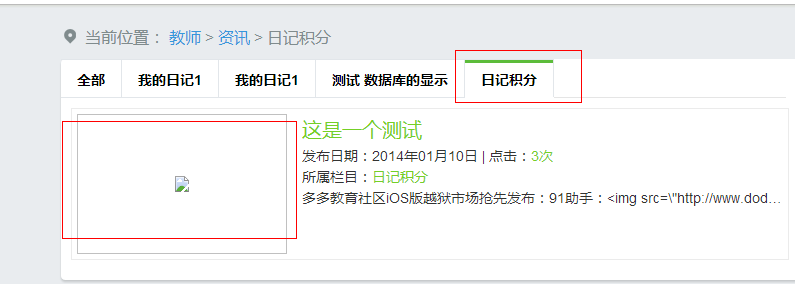 当前位置： 教师 > 资讯 > 日记积分
全部 我的日记1 我的日记1 测试 数据库的显示 日记积分
这是一个测试
发布日期：2014年01月10日 | 点击：3次
所属栏目：日记积分
多多教育社区iOS版越狱市场抢先发布：91助手：<img src=\"http://www.dod...